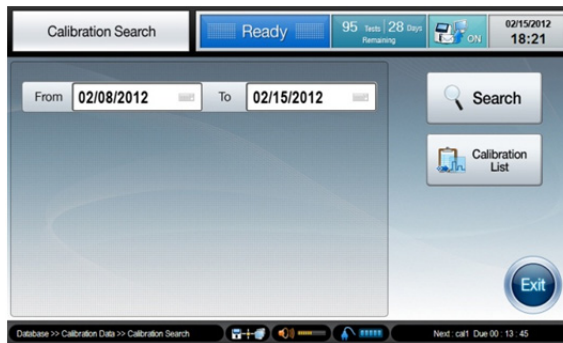 Calibration Search
Ready
95 Tests 28 Days
Remaining
ON
02/15/2012
18:21
From 02/08/2012 To 02/15/2012
Search
Calibration
List
Exit
Database >> Calibration Data >> Calibration Search
Next : cal1 Due 00 : 13 : 45